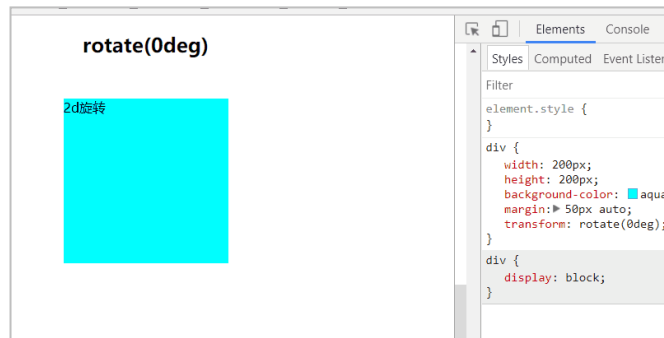 rotate(0deg)
2d旋转
Elements Console
Styles Computed Event Listen
Filter
element.style {
}
div {
width: 200px;
height: 200px;
background-color: aqua
margin: 50px auto;
transform: rotate(0deg);
}
div {
display: block;
}